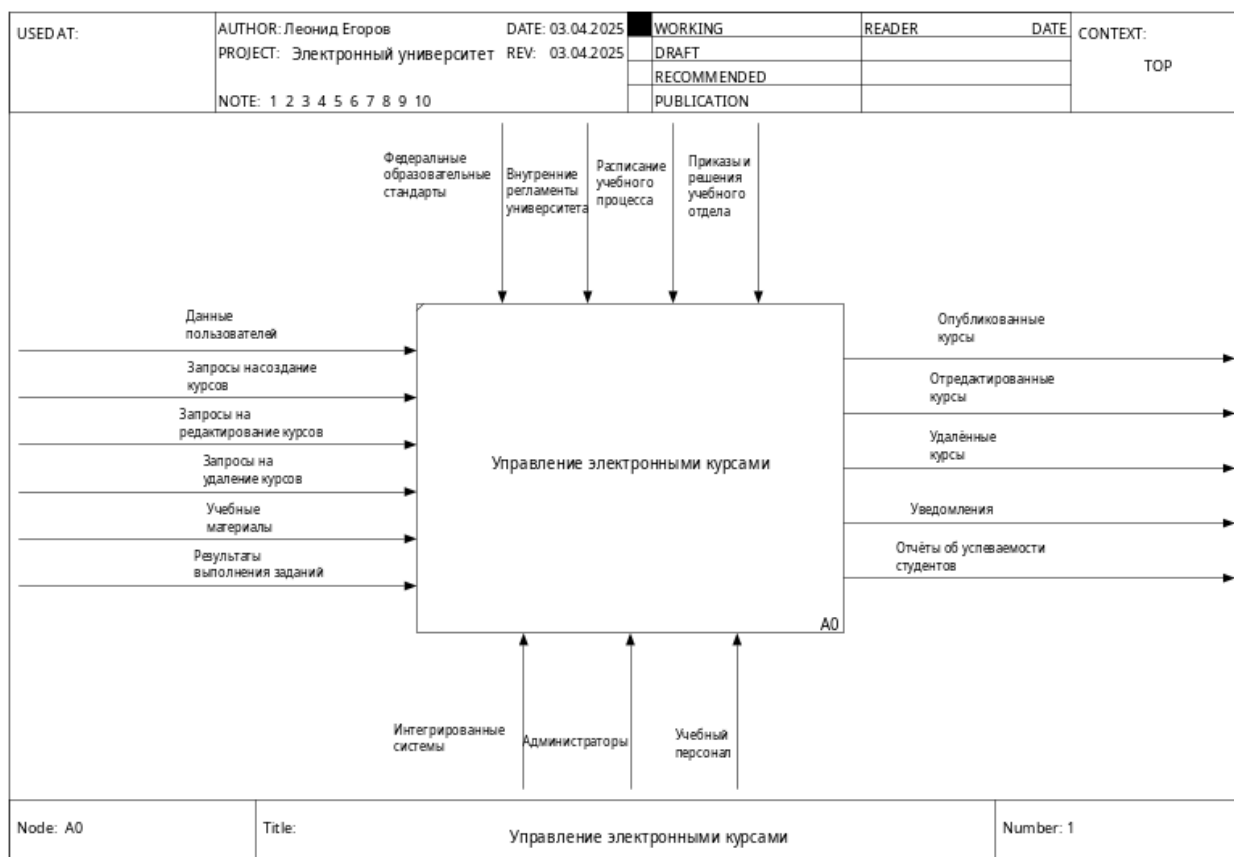 USED AT:
AUTHOR: Леонид Егоров
DATE: 03.04.2025
PROJECT: Электронный университет
REV: 03.04.2025
NOTE: 1 2 3 4 5 6 7 8 9 10
WORKING
DRAFT
RECOMMENDED
PUBLICATION
READER
DATE
CONTEXT:
TOP
Федеральные
образовательные
стандарты
Внутренние
регламенты
университета
Расписание
учебного
процесса
Приказы и
решения
учебного
отдела
Данные
пользователей
Запросы на создание
курсов
Запросы на
редактирование курсов
Запросы на
удаление курсов
Учебные
материалы
Результаты
выполнения заданий
Управление электронными курсами
A0
Опубликованные
курсы
Отредактированные
курсы
Удалённые
курсы
Уведомления
Отчёты об успеваемости
студентов
Интегрированные
системы
Администраторы
Учебный
персонал
Node: A0
Title:
Управление электронными курсами
Number: 1